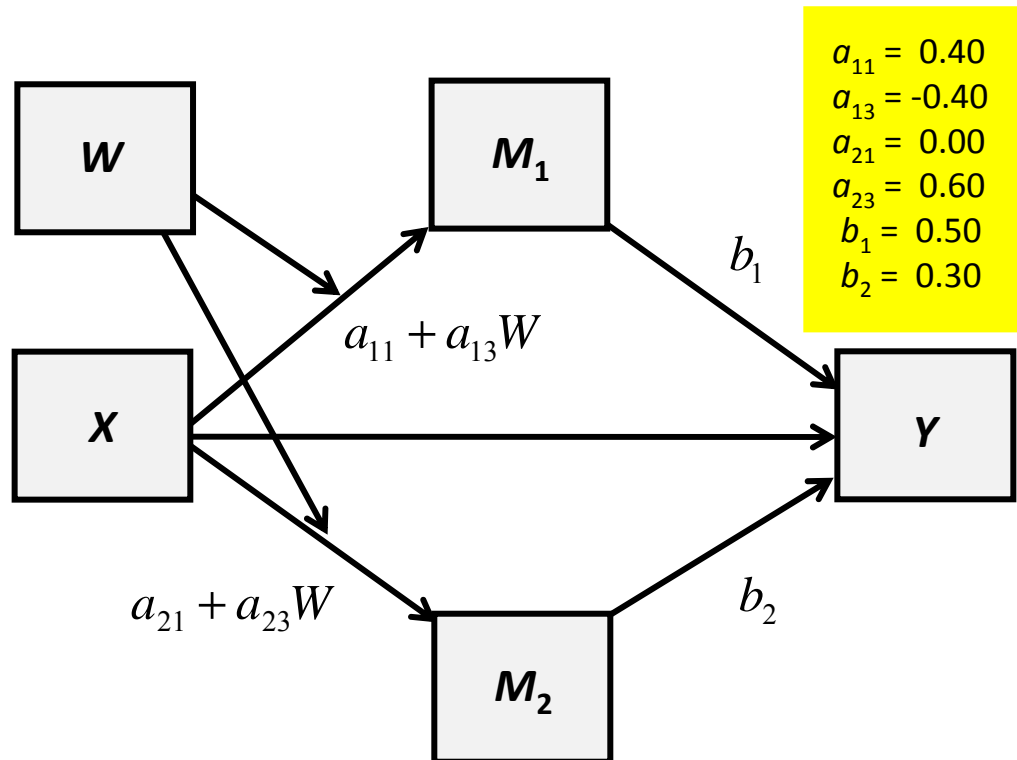 a₁₁ = 0.40
a₁₃ = -0.40
a₂₁ = 0.00
a₂₃ = 0.60
b₁ = 0.50
b₂ = 0.30
W
M₁
b₁
a₁₁ + a₁₃W
X
Y
a₂₁ + a₂₃W
b₂
M₂